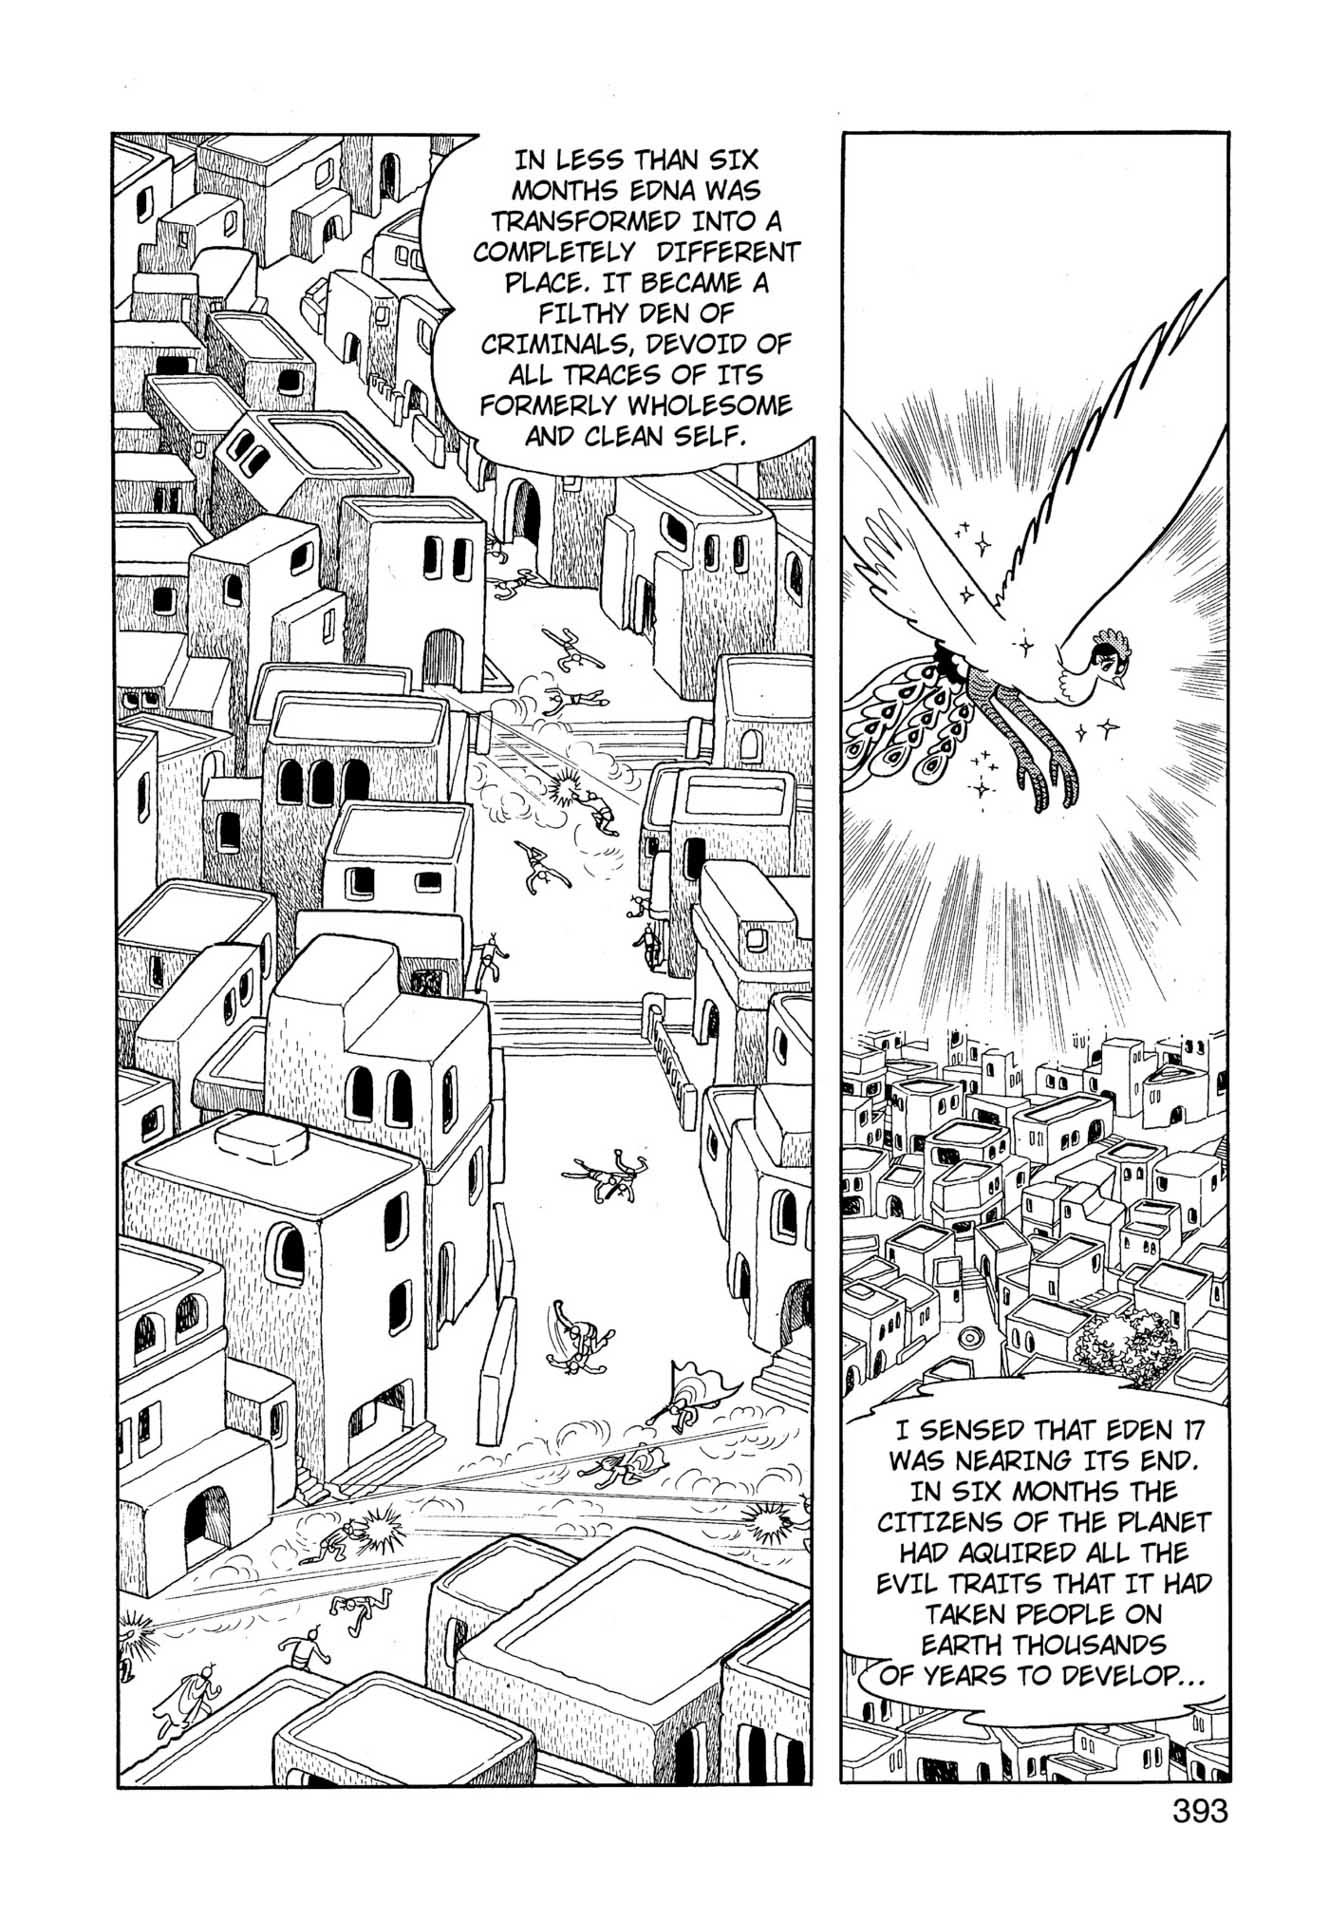 IN LESS THAN SIX
MONTHS EDNA WAS
TRANSFORMED INTO A
COMPLETELY DIFFERENT
PLACE. IT BECAME A
FILTHY DEN OF
CRIMINALS, DEVOID OF
ALL TRACES OF ITS
FORMERLY WHOLESOME
AND CLEAN SELF.
I SENSED THAT EDEN 17
WAS NEARING ITS END.
IN SIX MONTHS THE
CITIZENS OF THE PLANET
HAD AQUIRED ALL THE
EVIL TRAITS THAT IT HAD
TAKEN PEOPLE ON
EARTH THOUSANDS
OF YEARS TO DEVELOP...
393